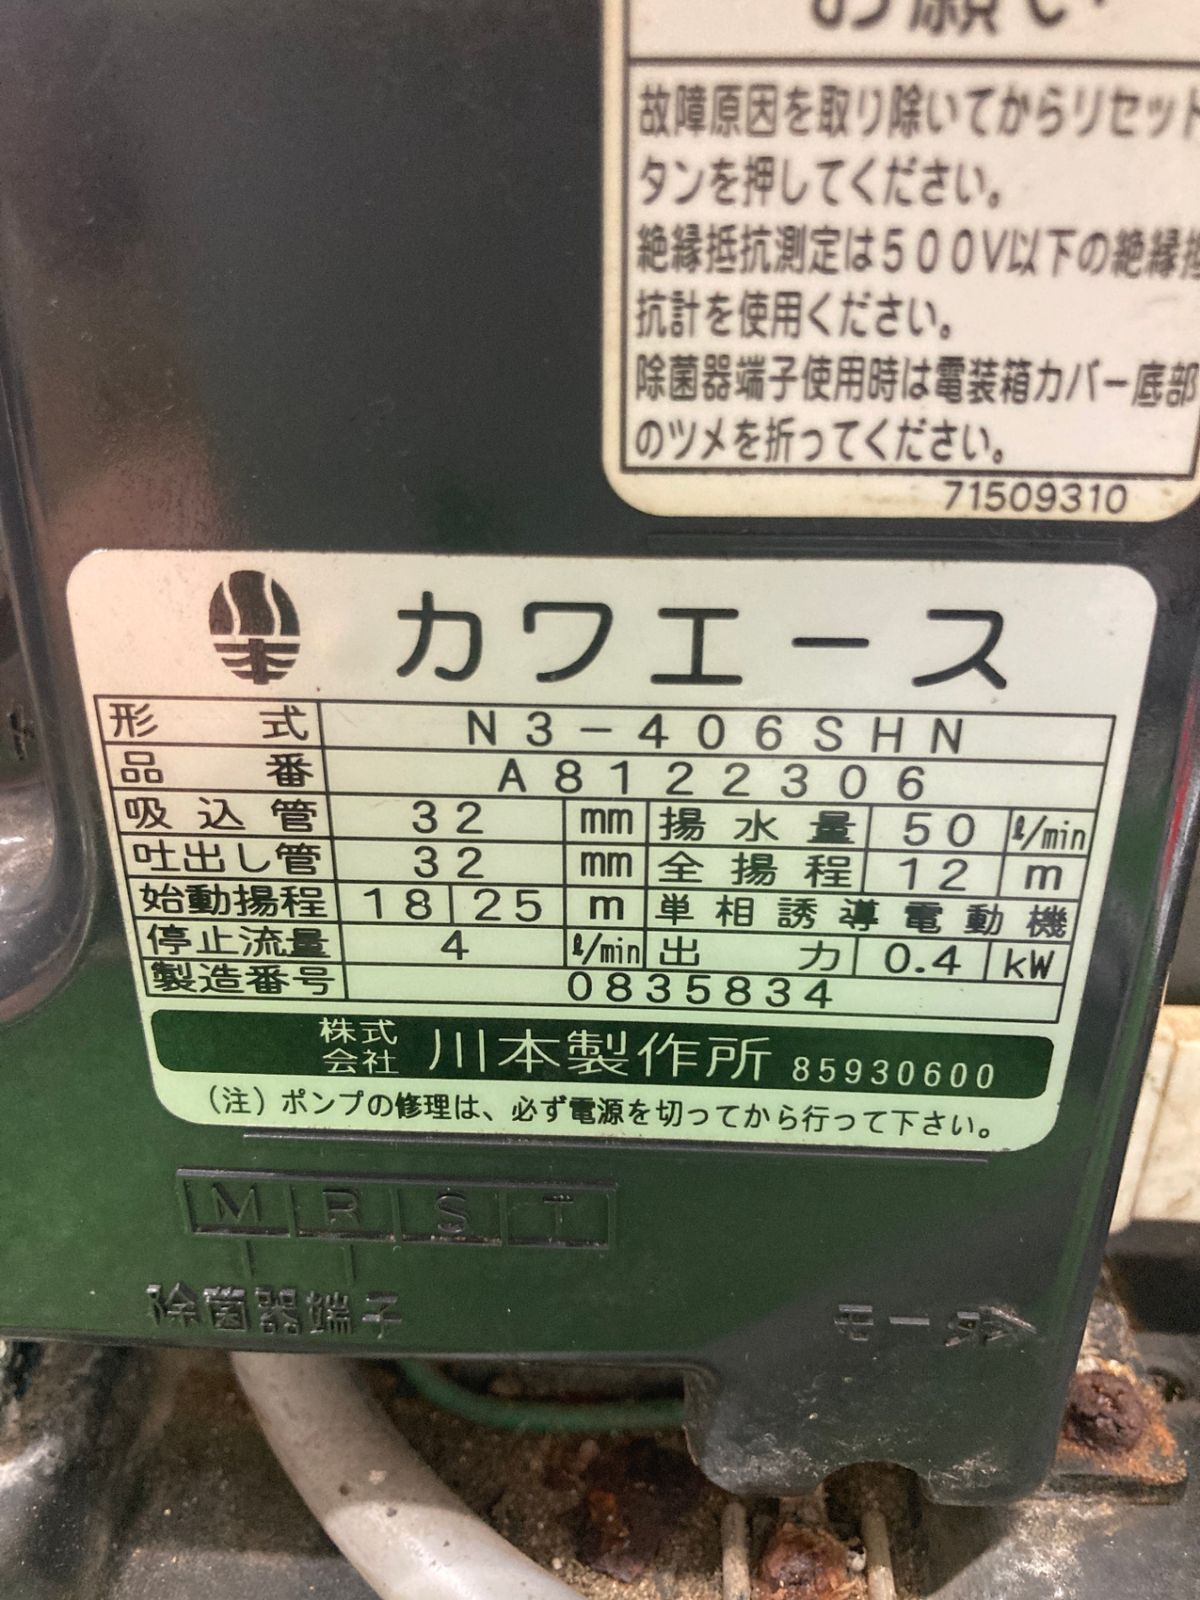 お願い
故障原因を取り除いてからリセット
タンを押してください。
絶縁抵抗測定は500V以下の絶縁抵
抗計を使用ください。
除菌器端子使用時は電装箱カバー底部
のツメを折ってください。
71509310
カワエース
形式 N3-406SHN
品番 A8122306
吸込管 32 mm 揚水量 50 ℓ/min
吐出し管 32 mm 全揚程 12 m
始動揚程 18 25 m 単相誘導電動機
停止流量 4 ℓ/min 出力 0.4 kW
製造番号 0835834
株式会社 川本製作所 85930600
(注)ポンプの修理は、必ず電源を切ってから行って下さい。
M R S T
除菌器端子